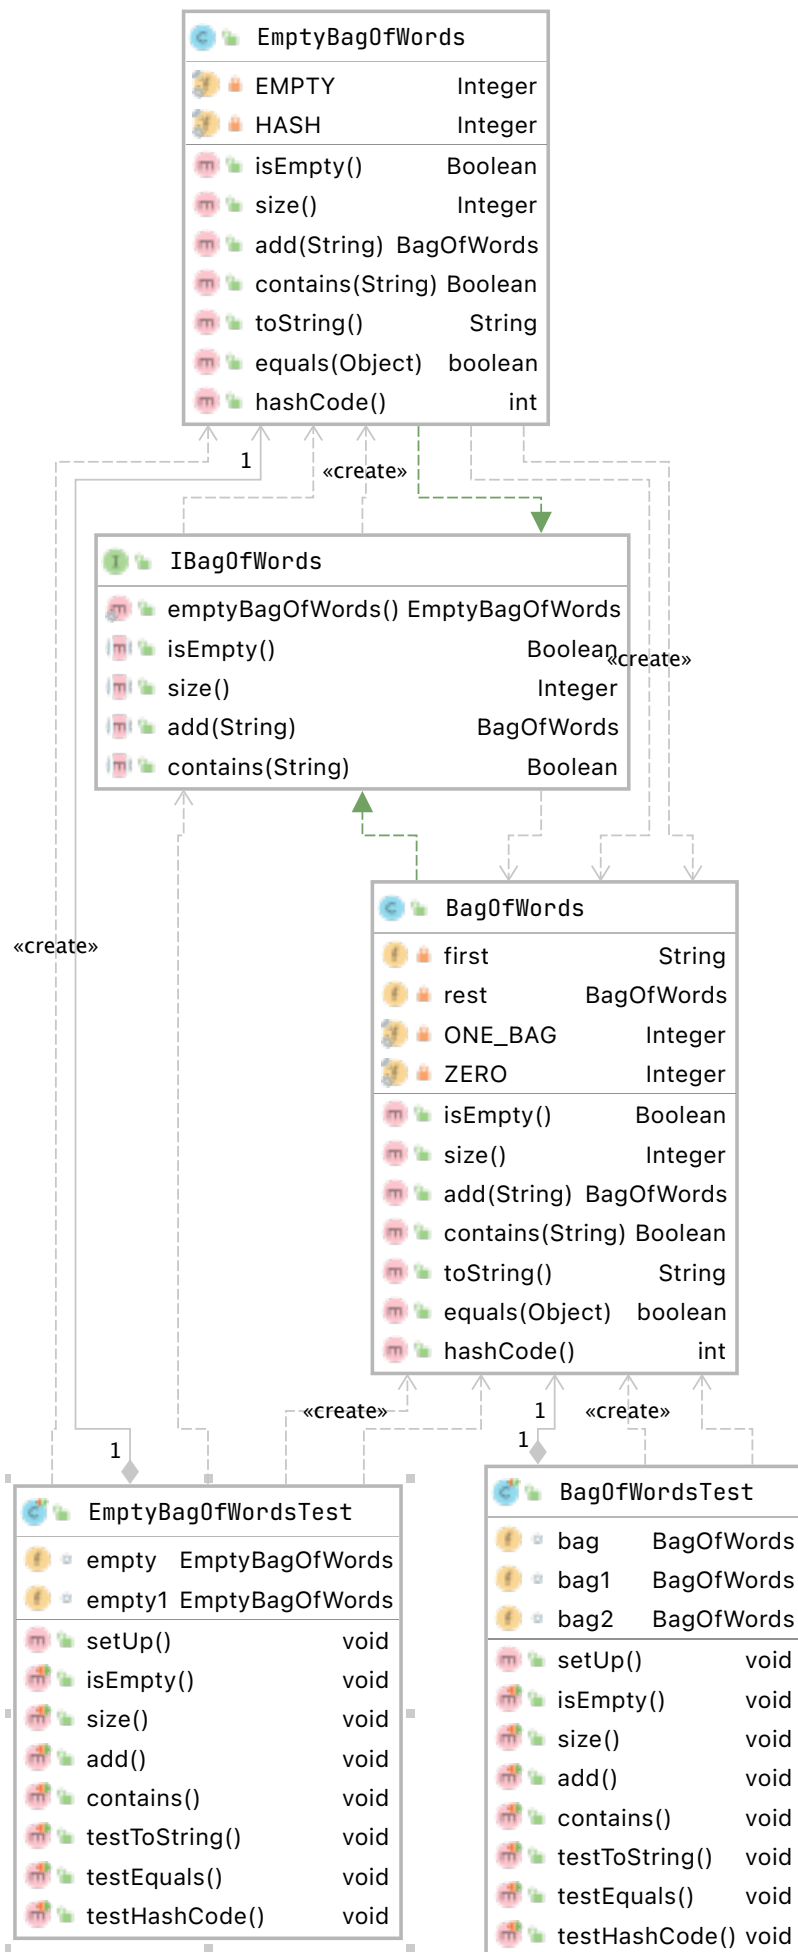 EmptyBagOfWords
EMPTY Integer
HASH Integer
isEmpty() Boolean
size() Integer
add(String) BagOfWords
contains(String) Boolean
toString() String
equals(Object) boolean
hashCode() int
1
«create»
IBagOfWords
emptyBagOfWords() EmptyBagOfWords
isEmpty() Boolean
«create»
size() Integer
add(String) BagOfWords
contains(String) Boolean
BagOfWords
«create»
first String
rest BagOfWords
ONE_BAG Integer
ZERO Integer
isEmpty() Boolean
size() Integer
add(String) BagOfWords
contains(String) Boolean
toString() String
equals(Object) boolean
hashCode() int
«create»
1
«create»
1
1
EmptyBagOfWordsTest
empty EmptyBagOfWords
empty1 EmptyBagOfWords
setUp() void
isEmpty() void
size() void
add() void
contains() void
testToString() void
testEquals() void
testHashCode() void
BagOfWordsTest
bag BagOfWords
bag1 BagOfWords
bag2 BagOfWords
setUp() void
isEmpty() void
size() void
add() void
contains() void
testToString() void
testEquals() void
testHashCode() void